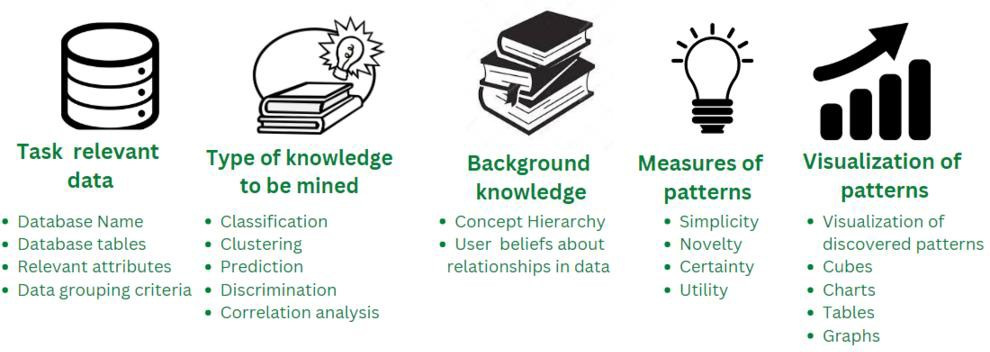 Task relevant
data
• Database Name
• Database tables
• Relevant attributes
• Data grouping criteria
Type of knowledge
to be mined
• Classification
• Clustering
• Prediction
• Discrimination
• Correlation analysis
Background
knowledge
• Concept Hierarchy
• User beliefs about
relationships in data
Measures of
patterns
• Simplicity
• Novelty
• Certainty
• Utility
Visualization of
patterns
• Visualization of
discovered patterns
• Cubes
• Charts
• Tables
• Graphs